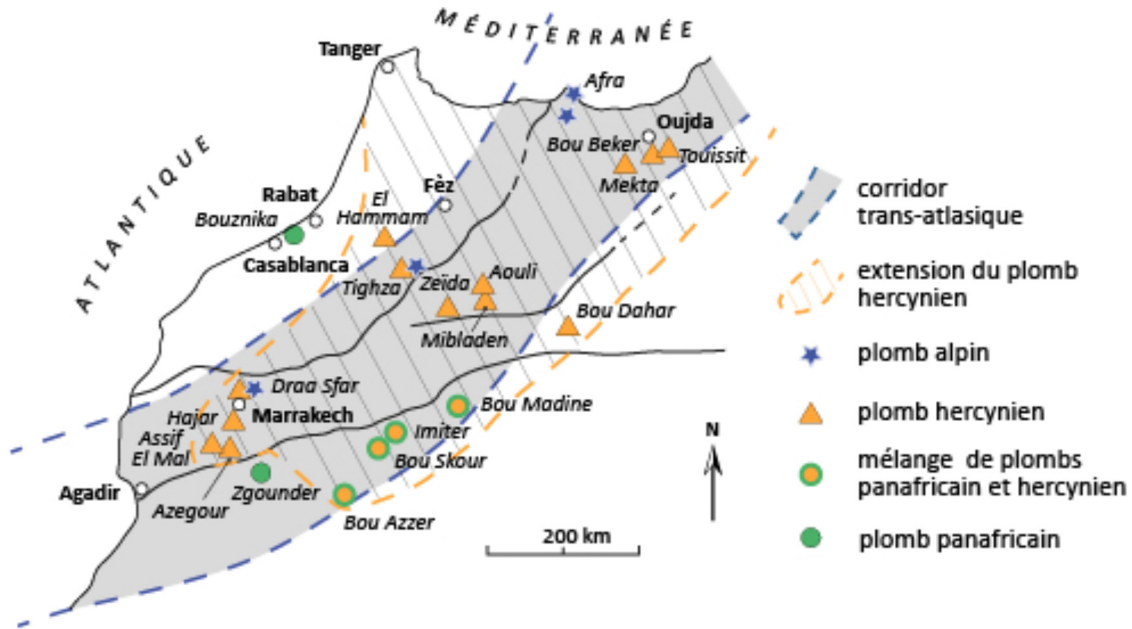 MÉDITERRANÉE
ATLANTIQUE
Tanger
Afra
Oujda
Bou Beker
Touissit
Mekta
Fèz
Rabat
Bouznika
El
Hammam
Casablanca
Tighza
Zeïda
Aouli
Mibladen
Bou Dahar
Draa Sfar
Hajar
Marrakech
Assif
El Mal
Bou Madine
Imiter
Bou Skour
Agadir
Azegour
Zgounder
Bou Azzer
N
200 km
corridor
trans-atlasique
extension du plomb
hercynien
plomb alpin
plomb hercynien
mélange de plombs
panafricain et hercynien
plomb panafricain